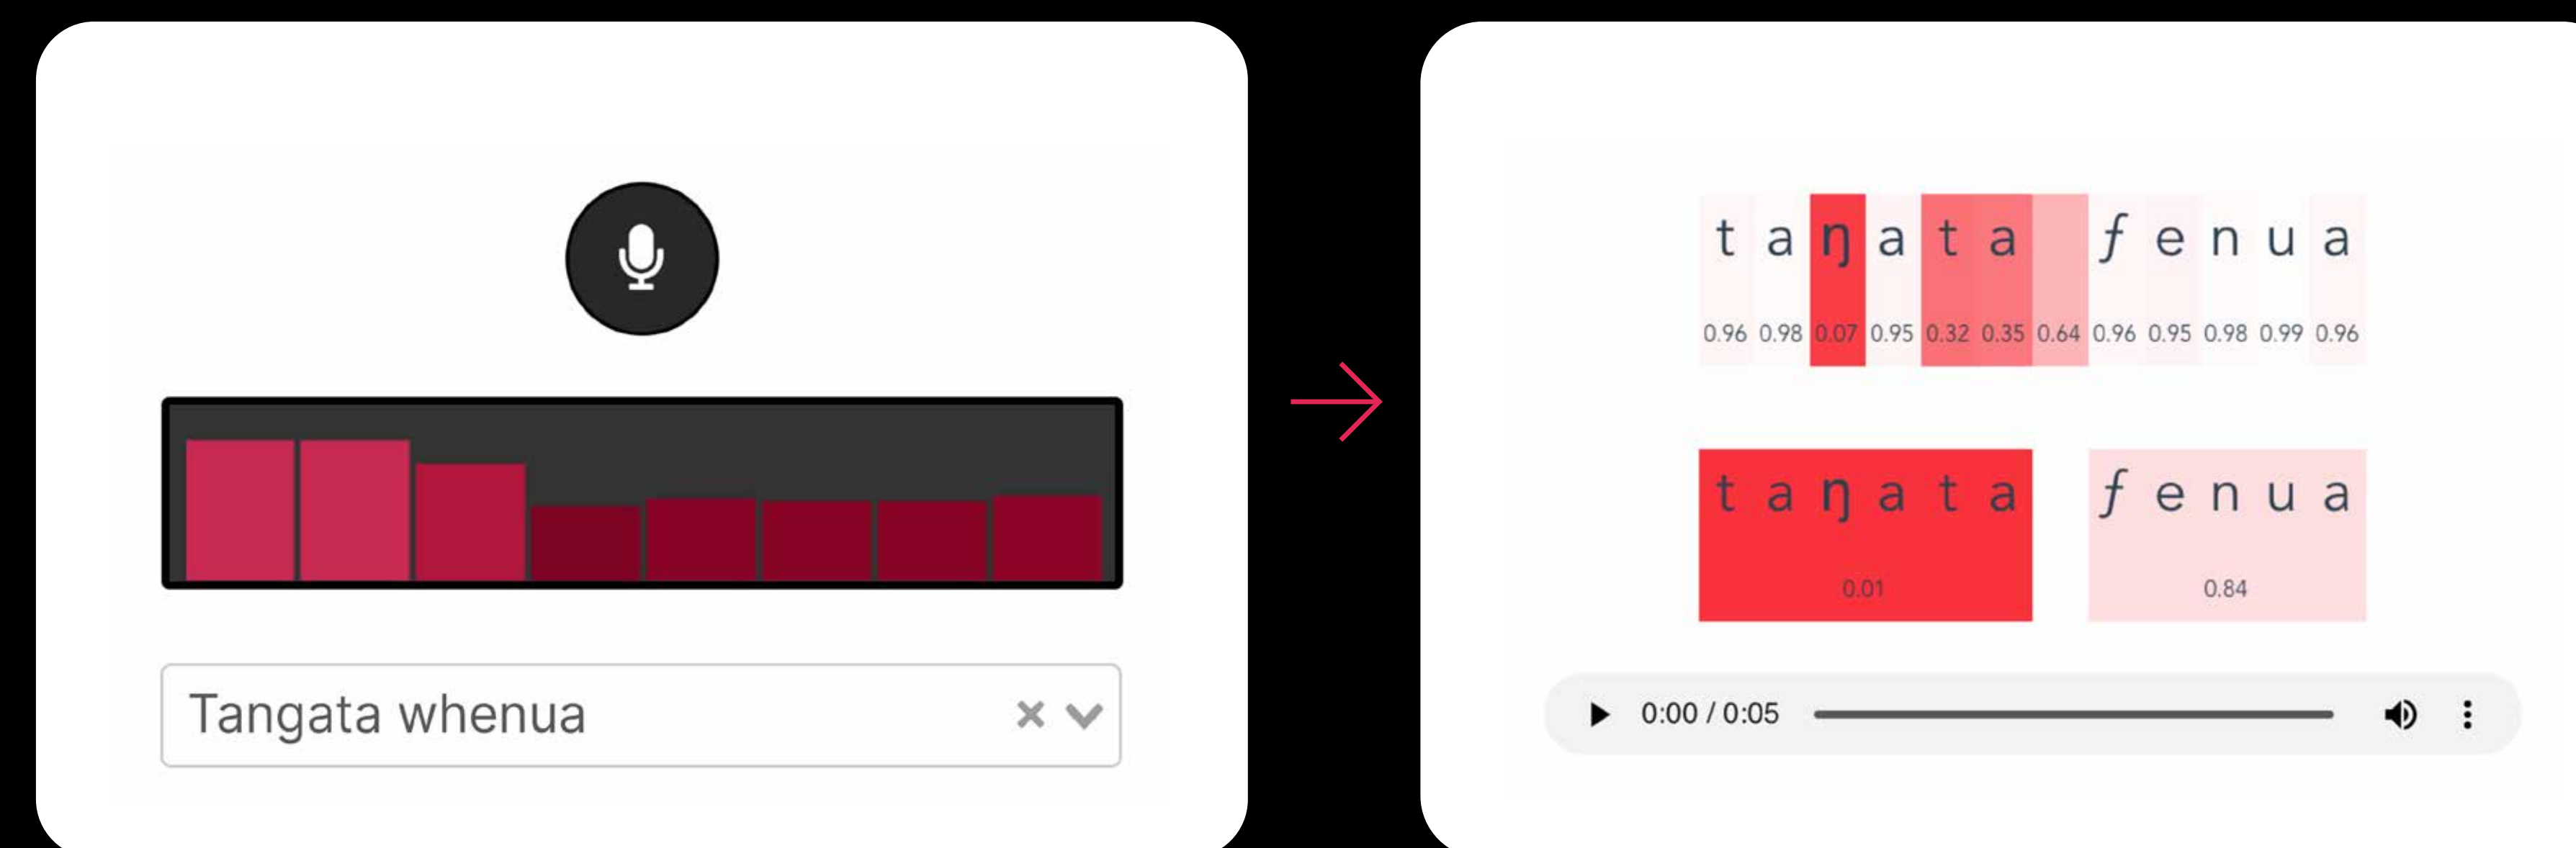 Tangata whenua
t a ŋ a t a ƒ e n u a
0.96 0.98 0.07 0.95 0.32 0.35 0.64 0.96 0.95 0.98 0.99 0.96
t a ŋ a t a ƒ e n u a
0.01 0.84
0:00 / 0:05